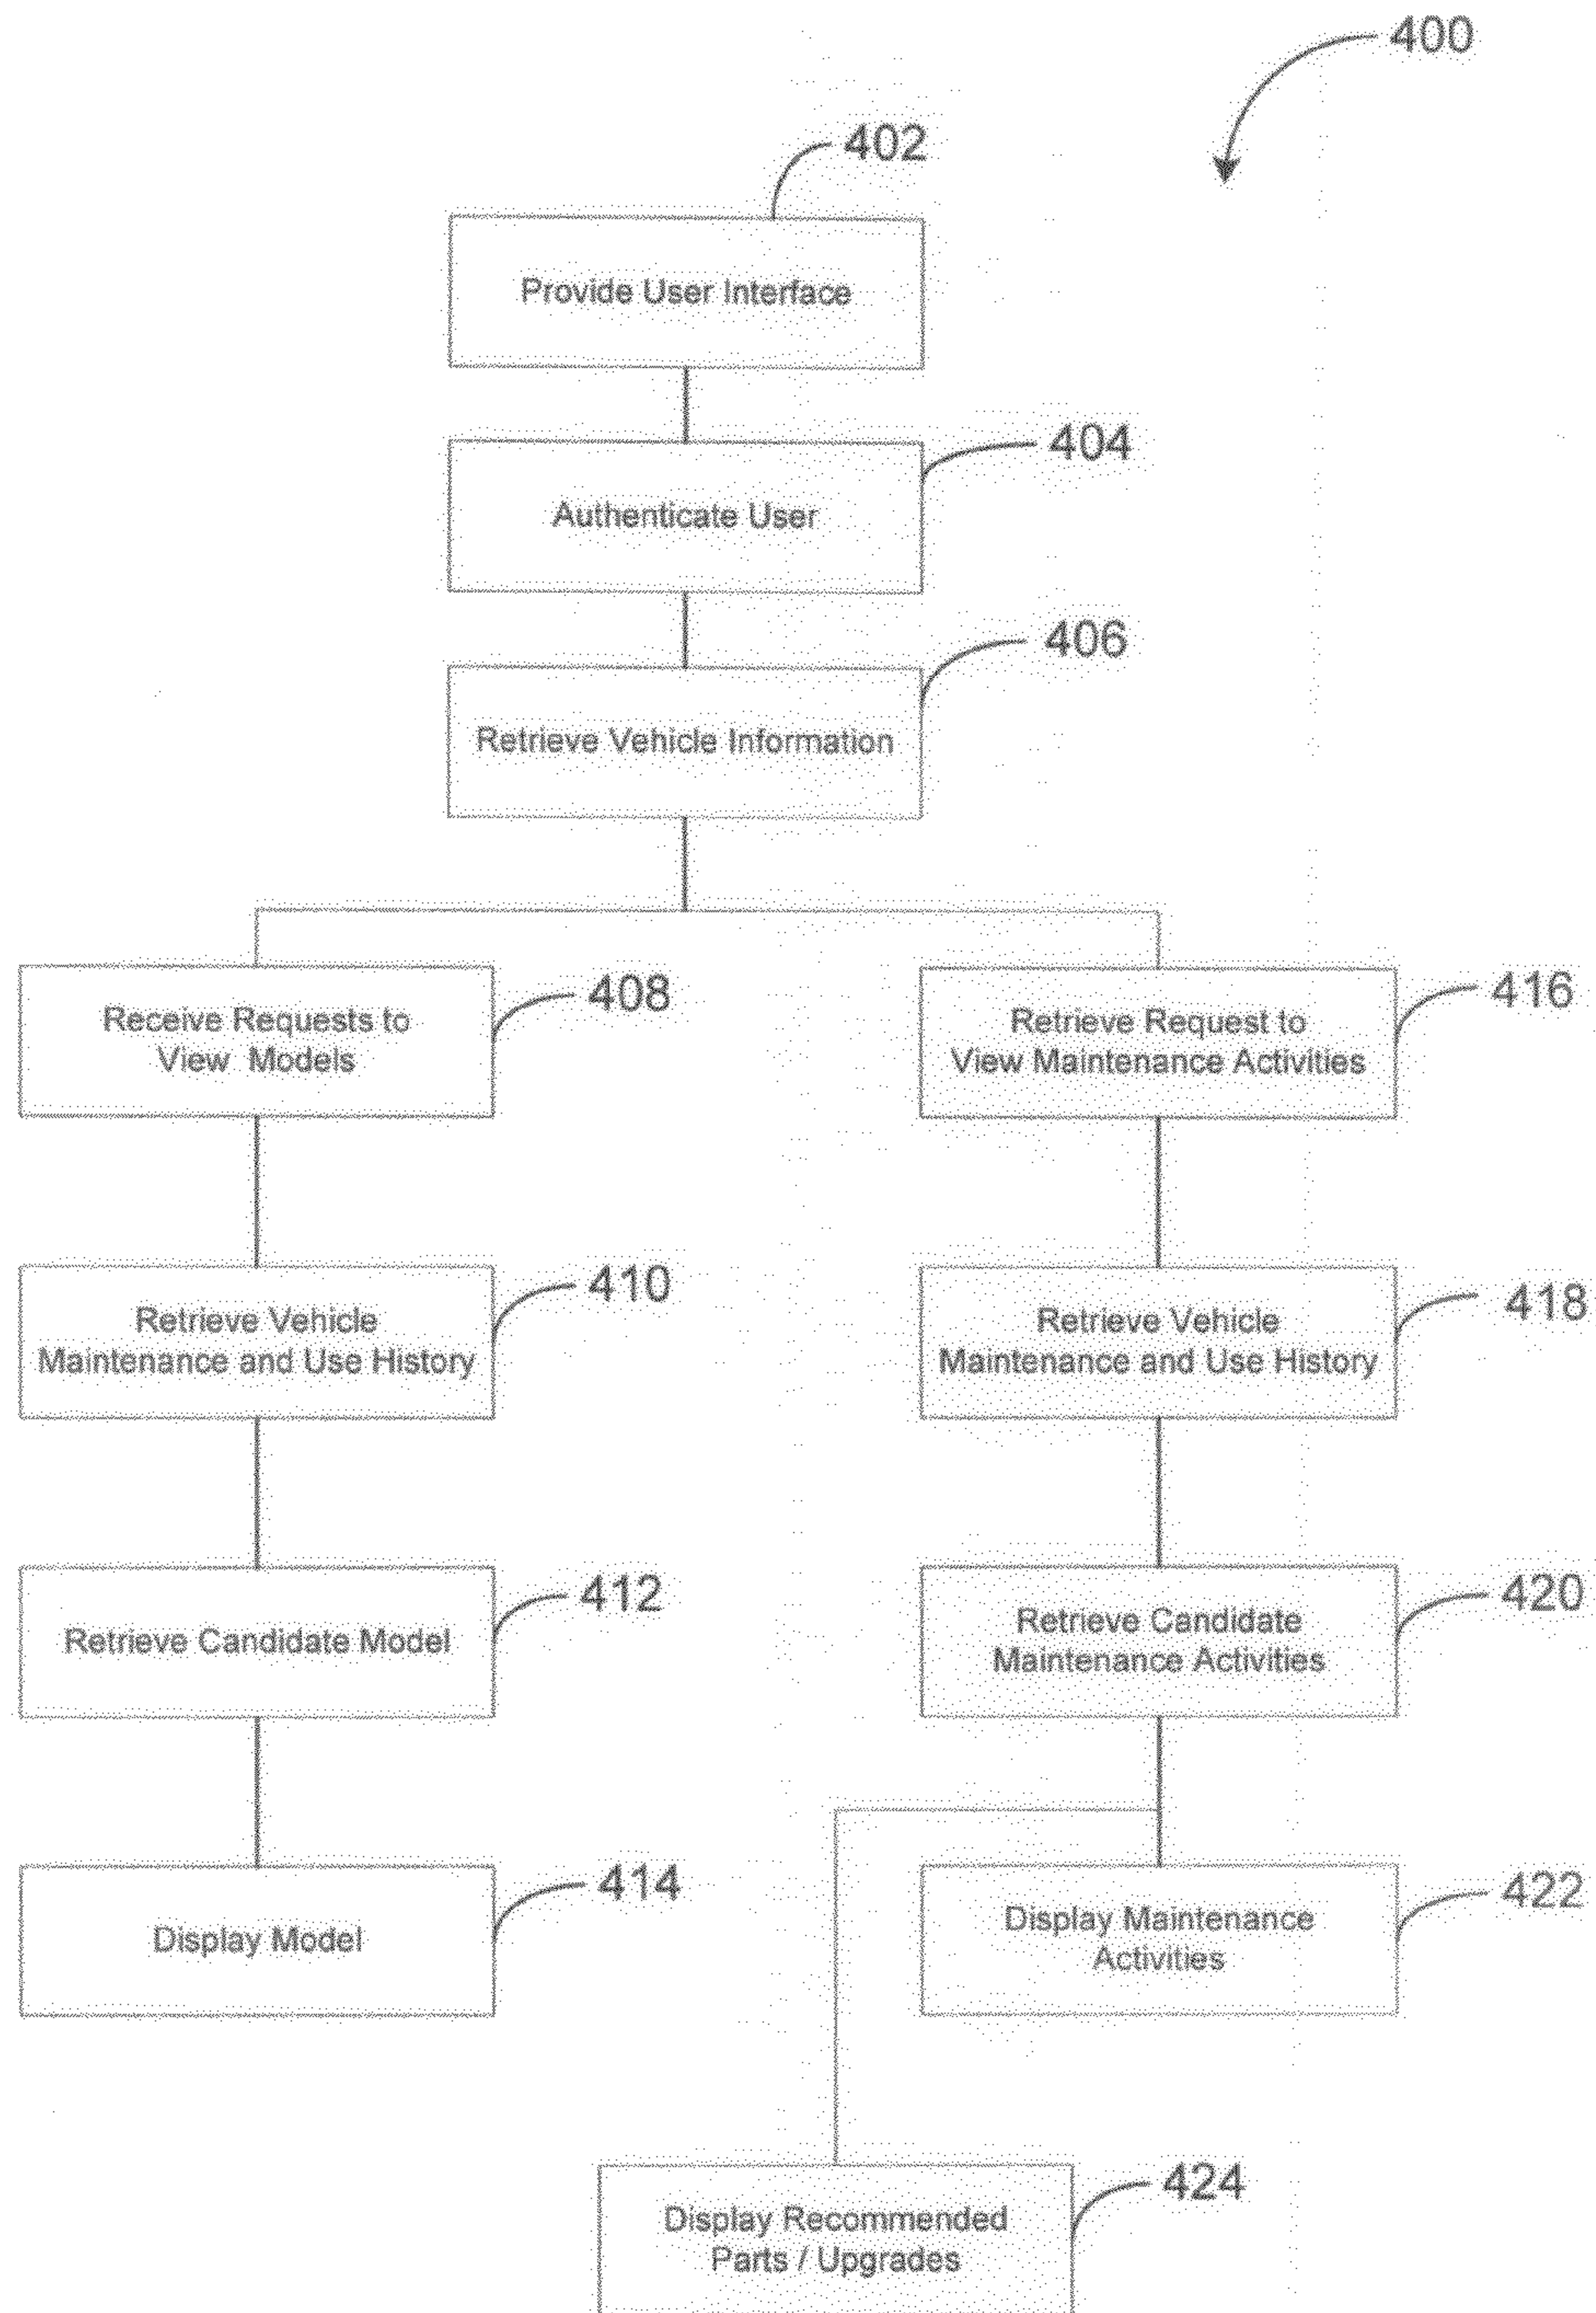 400
402
Provide User Interface
404
Authenticate User
406
Retrieve Vehicle Information
408
Receive Requests to
View Models
410
Retrieve Vehicle
Maintenance and Use History
412
Retrieve Candidate Model
414
Display Model
416
Retrieve Request to
View Maintenance Activities
418
Retrieve Vehicle
Maintenance and Use History
420
Retrieve Candidate
Maintenance Activities
422
Display Maintenance
Activities
424
Display Recommended
Parts / Upgrades